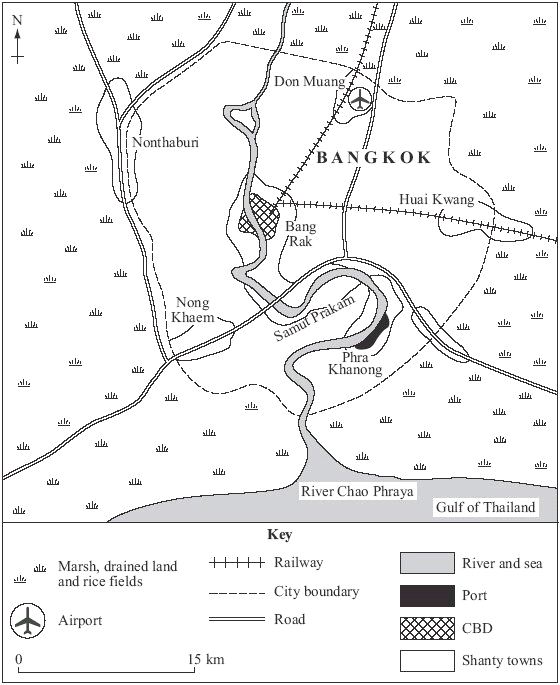 N
Don Muang
Nonthaburi
BANGKOK
Huai Kwang
Bang
Rak
Nong
Khaem
Samut Prakam
Phra
Khanong
River Chao Phraya
Gulf of Thailand
Key
Marsh, drained land
and rice fields
Airport
Railway
City boundary
Road
River and sea
Port
CBD
Shanty towns
0
15 km